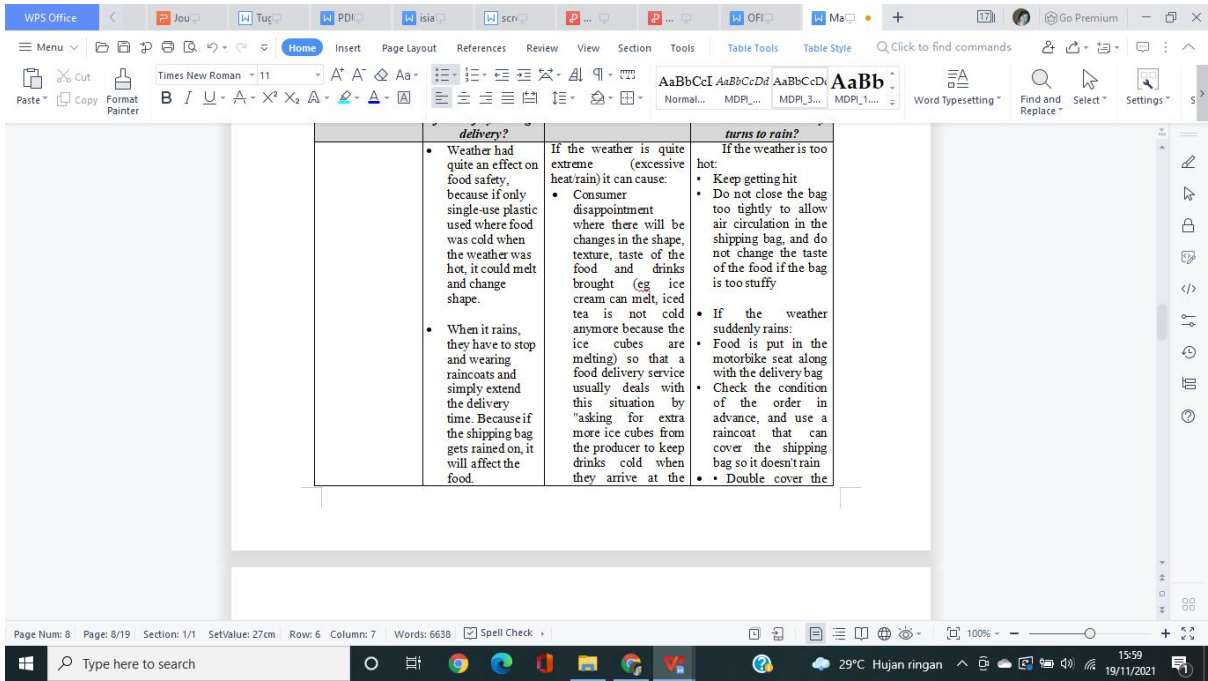 WPS Office
Jou
Tug
PDI
isia
scr
...
...
OFI
Ma
17
Go Premium
Menu
Home
Insert
Page Layout
References
Review
View
Section
Tools
Table Tools
Table Style
Click to find commands
Paste
Cut
Copy
Format
Painter
Times New Roman
11
AaBbCcI
AaBbCcDd
AaBbCcDd
AaBb
Normal...
MDPI_...
MDPI_3...
MDPI_1....
Word Typesetting
Find and
Replace
Select
Settings
delivery?
turns to rain?
• Weather had
quite an effect on
food safety,
because if only
single-use plastic
used where food
was cold when
the weather was
hot, it could melt
and change
shape.
• When it rains,
they have to stop
and wearing
raincoats and
simply extend
the delivery
time. Because if
the shipping bag
gets rained on, it
will affect the
food.
If the weather is quite
extreme (excessive
heat/rain) it can cause:
• Consumer
disappointment
where there will be
changes in the shape,
texture, taste of the
food and drinks
brought (eg ice
cream can melt, iced
tea is not cold
anymore because the
ice cubes are
melting) so that a
food delivery service
usually deals with
this situation by
"asking for extra
more ice cubes from
the producer to keep
drinks cold when
they arrive at the
If the weather is too
hot:
• Keep getting hit
• Do not close the bag
too tightly to allow
air circulation in the
shipping bag, and do
not change the taste
of the food if the bag
is too stuffy
• If the weather
suddenly rains:
• Food is put in the
motorbike seat along
with the delivery bag
• Check the condition
of the order in
advance, and use a
raincoat that can
cover the shipping
bag so it doesn't rain
• • Double cover the
Page Num: 8 Page: 8/19 Section: 1/1 SetValue: 27cm Row: 6 Column: 7 Words: 6638 Spell Check
100%
Type here to search
29°C Hujan ringan
15:59
19/11/2021